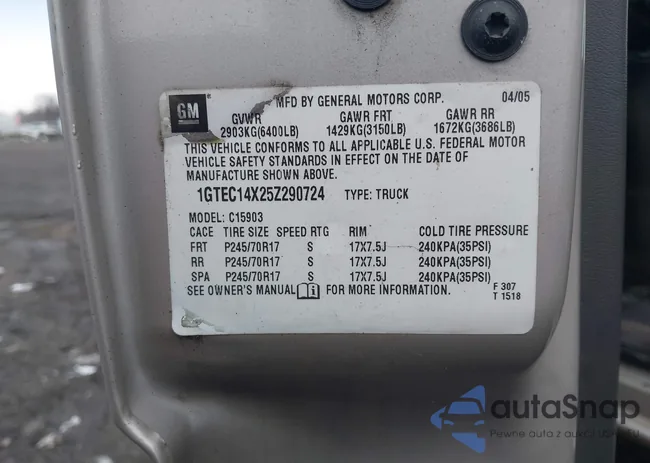 GM
MFD BY GENERAL MOTORS CORP. 04/05
GVWR GAWR FRT GAWR RR
2903KG(6400LB) 1429KG(3150LB) 1672KG(3686LB)
THIS VEHICLE CONFORMS TO ALL APPLICABLE U.S. FEDERAL MOTOR
VEHICLE SAFETY STANDARDS IN EFFECT ON THE DATE OF
MANUFACTURE SHOWN ABOVE.
1GTEC14X25Z290724 TYPE: TRUCK
MODEL: C15903
CACE TIRE SIZE SPEED RTG RIM COLD TIRE PRESSURE
FRT P245/70R17 S 17X7.5J 240KPA(35PSI)
RR P245/70R17 S 17X7.5J 240KPA(35PSI)
SPA P245/70R17 S 17X7.5J 240KPA(35PSI)
SEE OWNER'S MANUAL FOR MORE INFORMATION.
F 307
T 1518
autoSnap
Pewne auta z aukcji